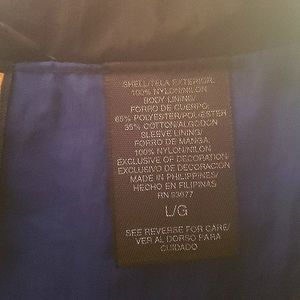 SHELL/TELA EXTERIOR:
100% NYLON/NILON
BODY LINING/
FORRO DE CUERPO:
65% POLYESTER/POLIESTER
35% COTTON/ALGODON
SLEEVE LINING/
FORRO DE MANGA:
100% NYLON/NILON
EXCLUSIVE OF DECORATION
EXCLUSIVO DE DECORACION
MADE IN PHILIPPINES/
HECHO EN FILIPINAS
RN 93677
L/G
SEE REVERSE FOR CARE/
VER AL DORSO PARA
CUIDADO